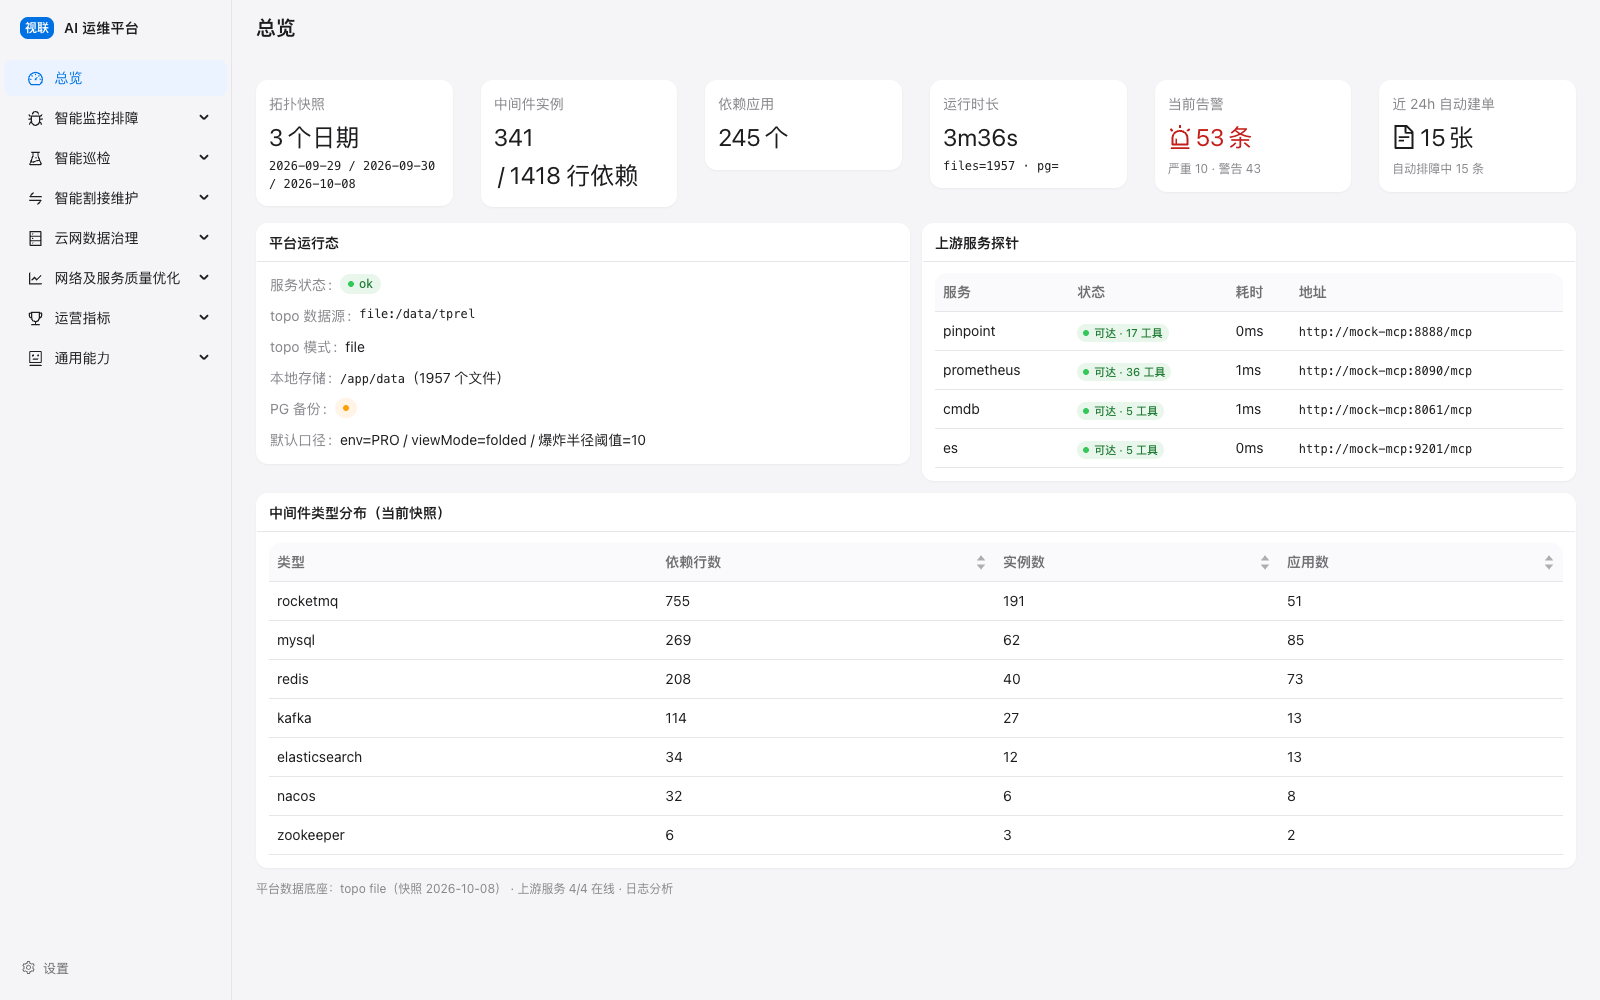 视联 AI 运维平台
总览
智能监控排障
智能巡检
智能割接维护
云网数据治理
网络及服务质量优化
运营指标
通用能力
设置
总览
拓扑快照
3 个日期
2026-09-29 / 2026-09-30
/ 2026-10-08
中间件实例
341
/ 1418 行依赖
依赖应用
245 个
运行时长
3m36s
files=1957 · pg=
当前告警
53 条
严重 10 · 警告 43
近 24h 自动建单
15 张
自动排障中 15 条
平台运行态
服务状态： ok
topo 数据源： file:/data/tprel
topo 模式： file
本地存储： /app/data（1957 个文件）
PG 备份：
默认口径： env=PRO / viewMode=folded / 爆炸半径阈值=10
上游服务探针
服务 状态 耗时 地址
pinpoint 可达 · 17 工具 0ms http://mock-mcp:8888/mcp
prometheus 可达 · 36 工具 1ms http://mock-mcp:8090/mcp
cmdb 可达 · 5 工具 1ms http://mock-mcp:8061/mcp
es 可达 · 5 工具 0ms http://mock-mcp:9201/mcp
中间件类型分布（当前快照）
类型 依赖行数 实例数 应用数
rocketmq 755 191 51
mysql 269 62 85
redis 208 40 73
kafka 114 27 13
elasticsearch 34 12 13
nacos 32 6 8
zookeeper 6 3 2
平台数据底座：topo file（快照 2026-10-08） · 上游服务 4/4 在线 · 日志分析